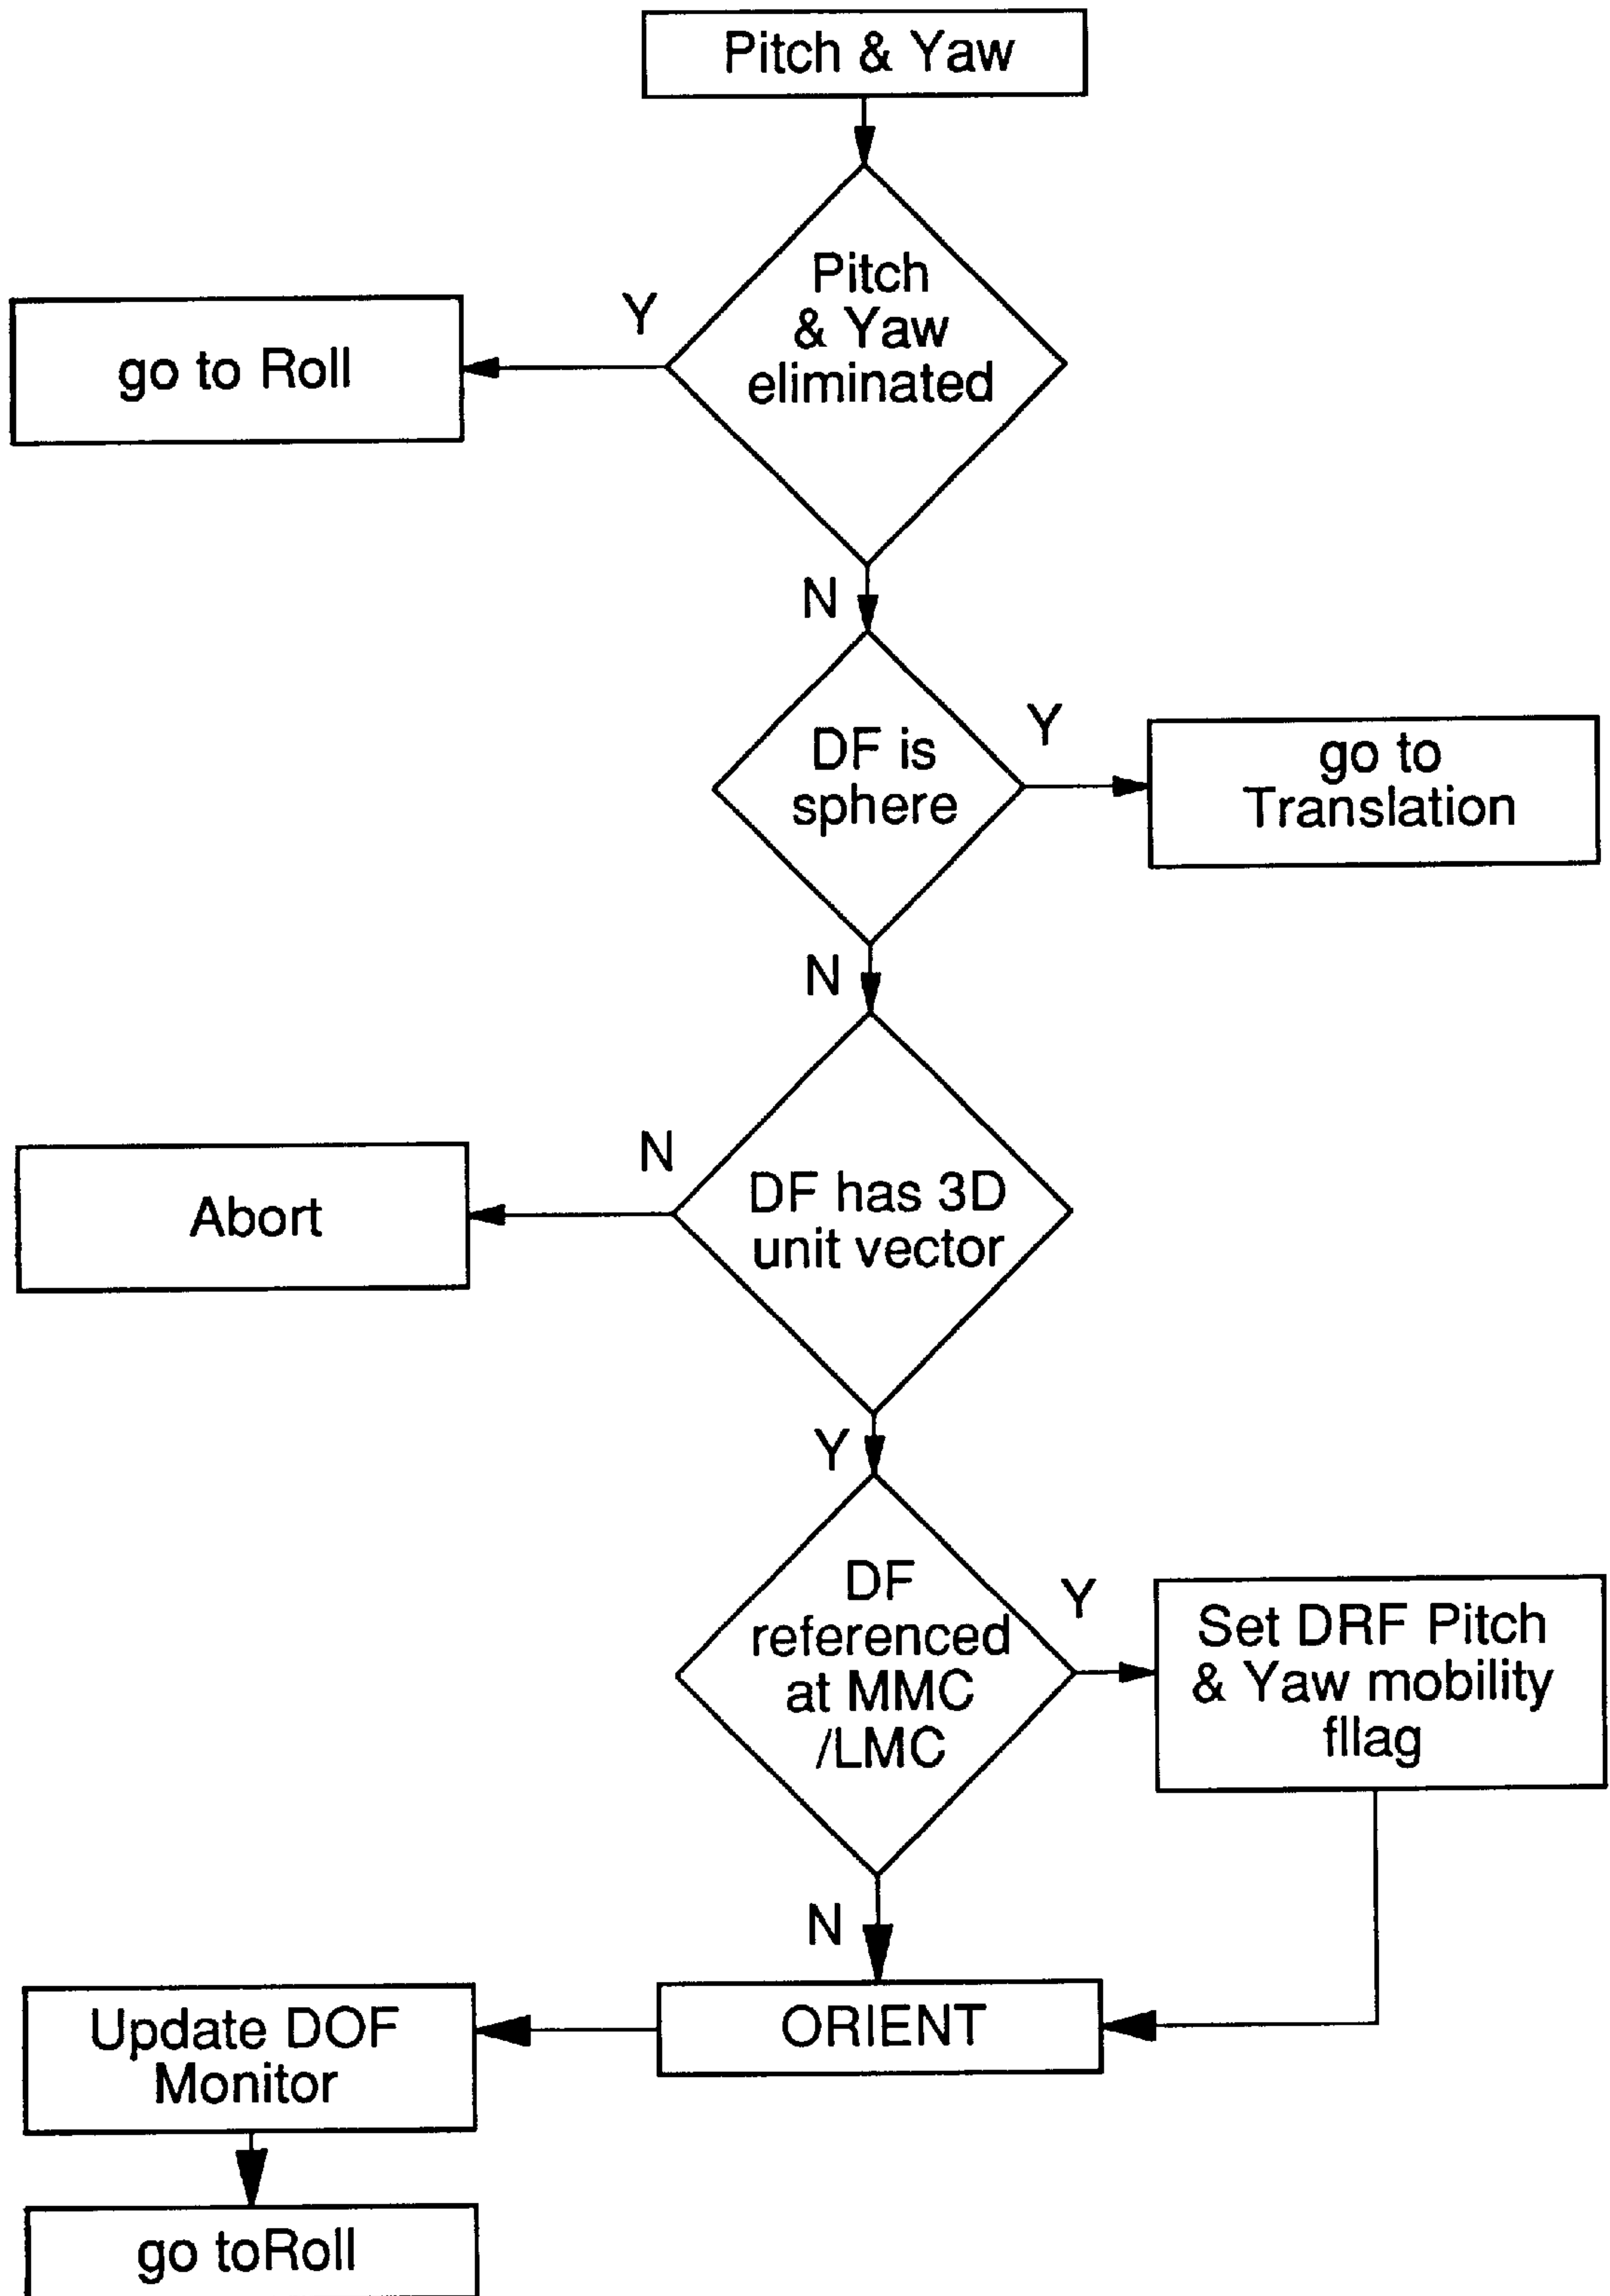 Pitch & Yaw
Pitch
& Yaw
eliminated
Y
go to Roll
N
DF is
sphere
Y
go to
Translation
N
DF has 3D
unit vector
N
Abort
Y
DF
referenced
at MMC
/LMC
Y
Set DRF Pitch
& Yaw mobility
fllag
N
ORIENT
Update DOF
Monitor
go toRoll